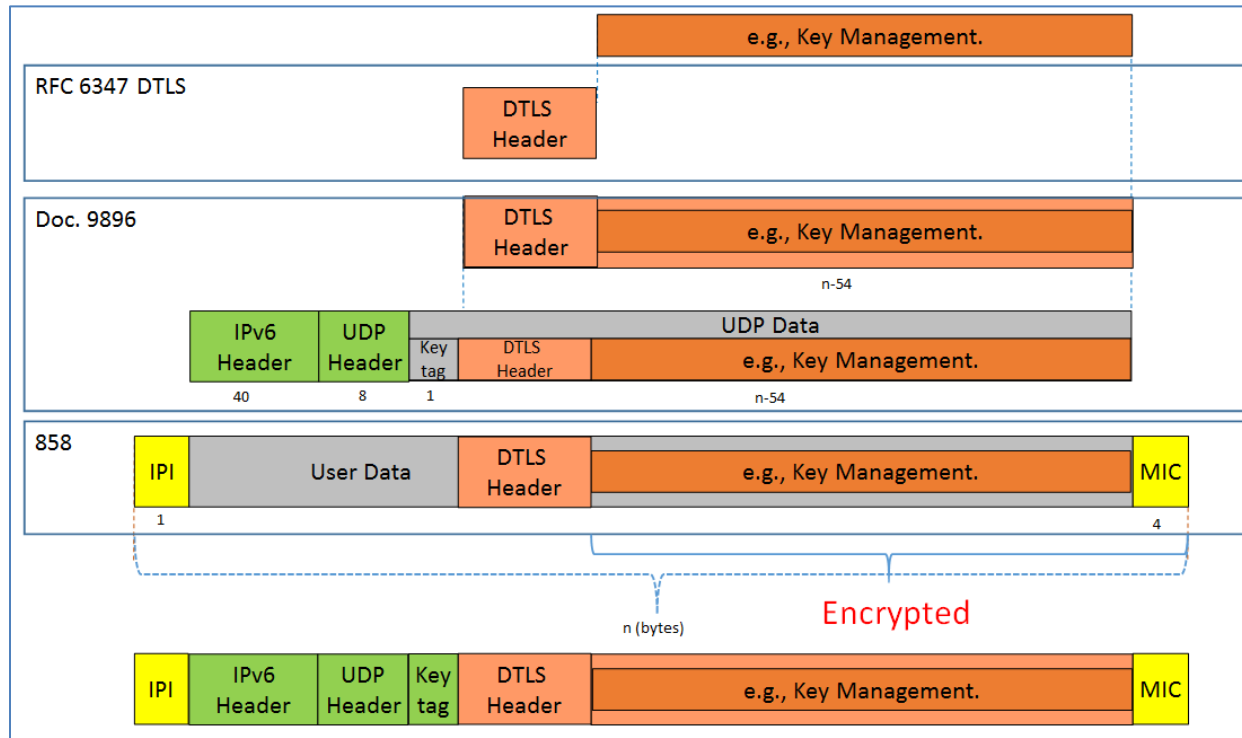 e.g., Key Management.
RFC 6347 DTLS
DTLS
Header
Doc. 9896
DTLS
Header
e.g., Key Management.
n-54
IPv6
Header
UDP
Header
UDP Data
Key
tag
DTLS
Header
e.g., Key Management.
40
8
1
n-54
858
IPI
User Data
DTLS
Header
e.g., Key Management.
MIC
1
4
n (bytes)
Encrypted
IPI
IPv6
Header
UDP
Header
Key
tag
DTLS
Header
e.g., Key Management.
MIC